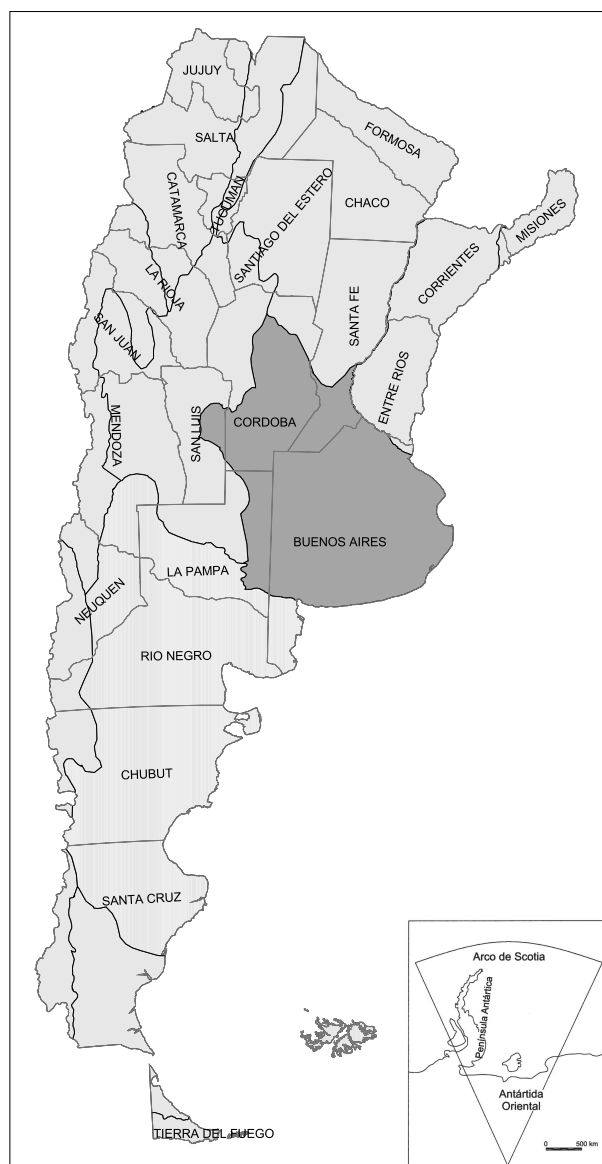 JUJUY
FORMOSA
SALTA
CATAMARCA
TUCUMAN
SANTIAGO DEL ESTERO
CHACO
MISIONES
CORRIENTES
LA RIOJA
SANTA FE
SAN JUAN
ENTRE RIOS
MENDOZA
SAN LUIS
CORDOBA
BUENOS AIRES
LA PAMPA
NEUQUEN
RIO NEGRO
CHUBUT
SANTA CRUZ
TIERRA DEL FUEGO
Arco de Scotia
Península Antártica
Antártida
Oriental
0 500 km